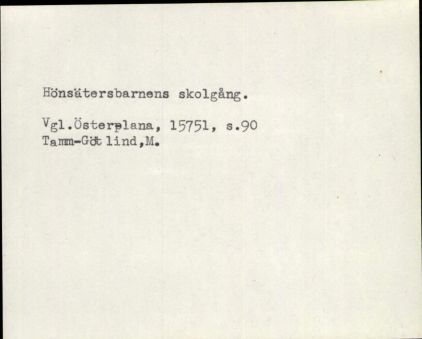 Hönsätersbarnens skolgång.
Vgl.Österplana, 15751, s.90
Tamm-Götlind,M.